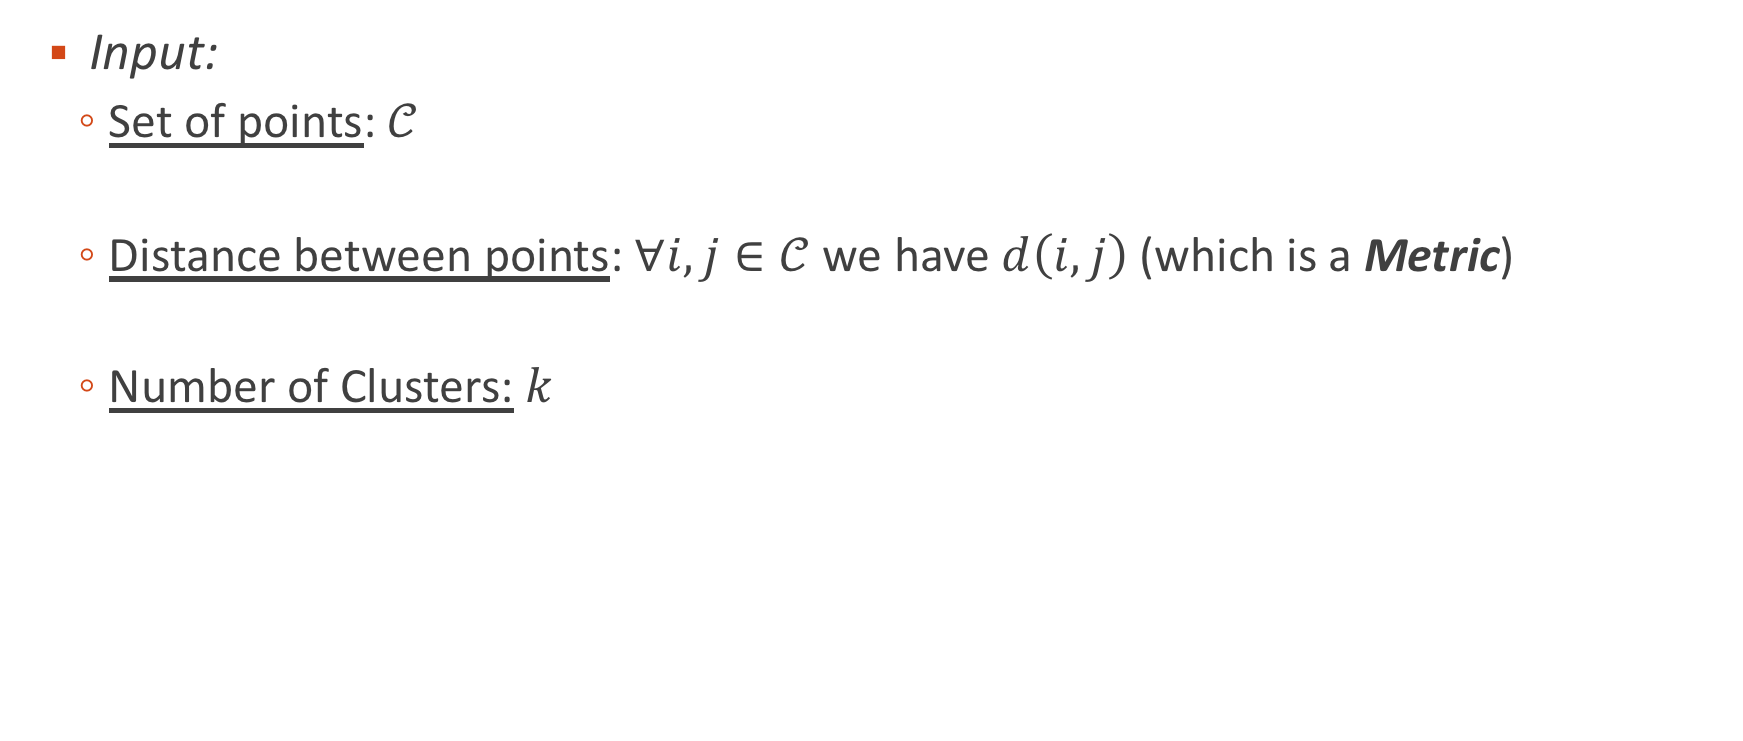 ▪ Input:
◦ Set of points: 𝒞
◦ Distance between points: ∀𝑖, 𝑗 ∈ 𝒞 we have 𝑑(𝑖, 𝑗) (which is a Metric)
◦ Number of Clusters: 𝑘